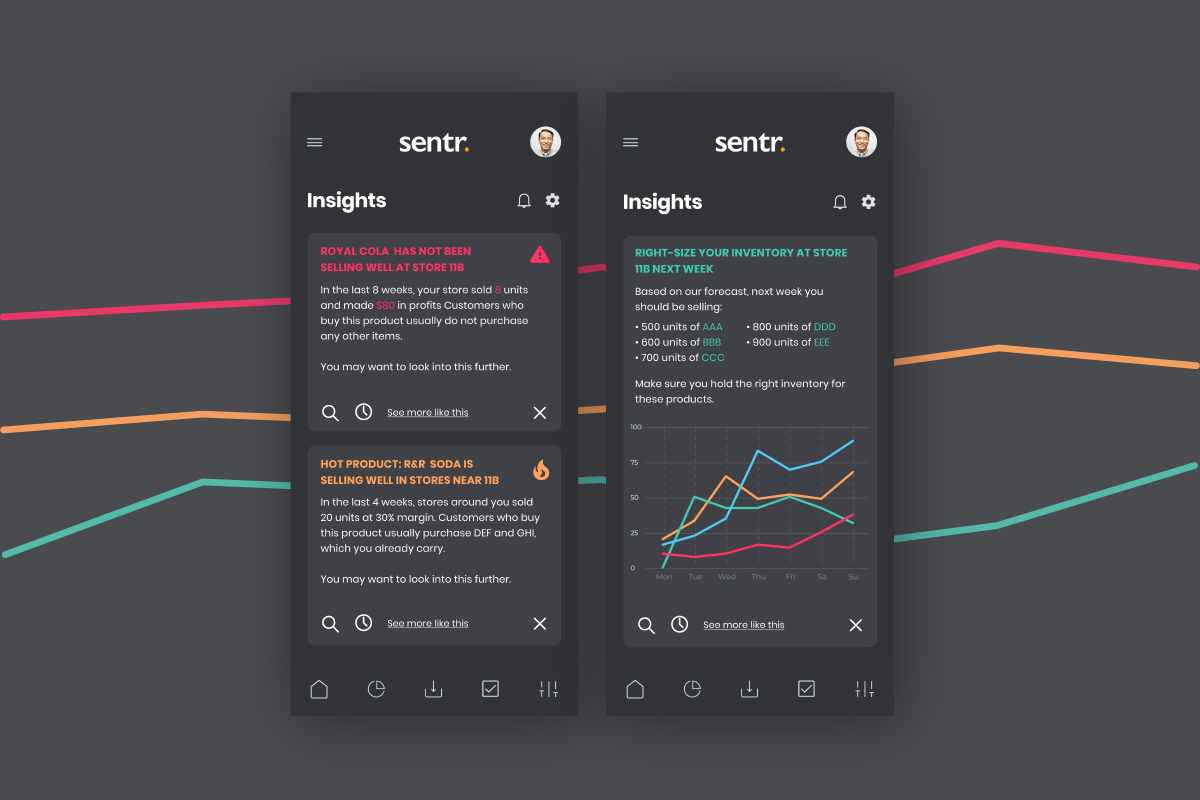 sentr.
Insights
ROYAL COLA HAS NOT BEEN
SELLING WELL AT STORE 11B
In the last 8 weeks, your store sold 8 units
and made $80 in profits Customers who
buy this product usually do not purchase
any other items.
You may want to look into this further.
See more like this
HOT PRODUCT: R&R SODA IS
SELLING WELL IN STORES NEAR 11B
In the last 4 weeks, stores around you sold
20 units at 30% margin. Customers who buy
this product usually purchase DEF and GHI,
which you already carry.
You may want to look into this further.
See more like this
sentr.
Insights
RIGHT-SIZE YOUR INVENTORY AT STORE
11B NEXT WEEK
Based on our forecast, next week you
should be selling:
• 500 units of AAA
• 600 units of BBB
• 700 units of CCC
• 800 units of DDD
• 900 units of EEE
Make sure you hold the right inventory for
these products.
100
75
50
25
0
Mon Tue Wed Thu Fri Sa Su
See more like this